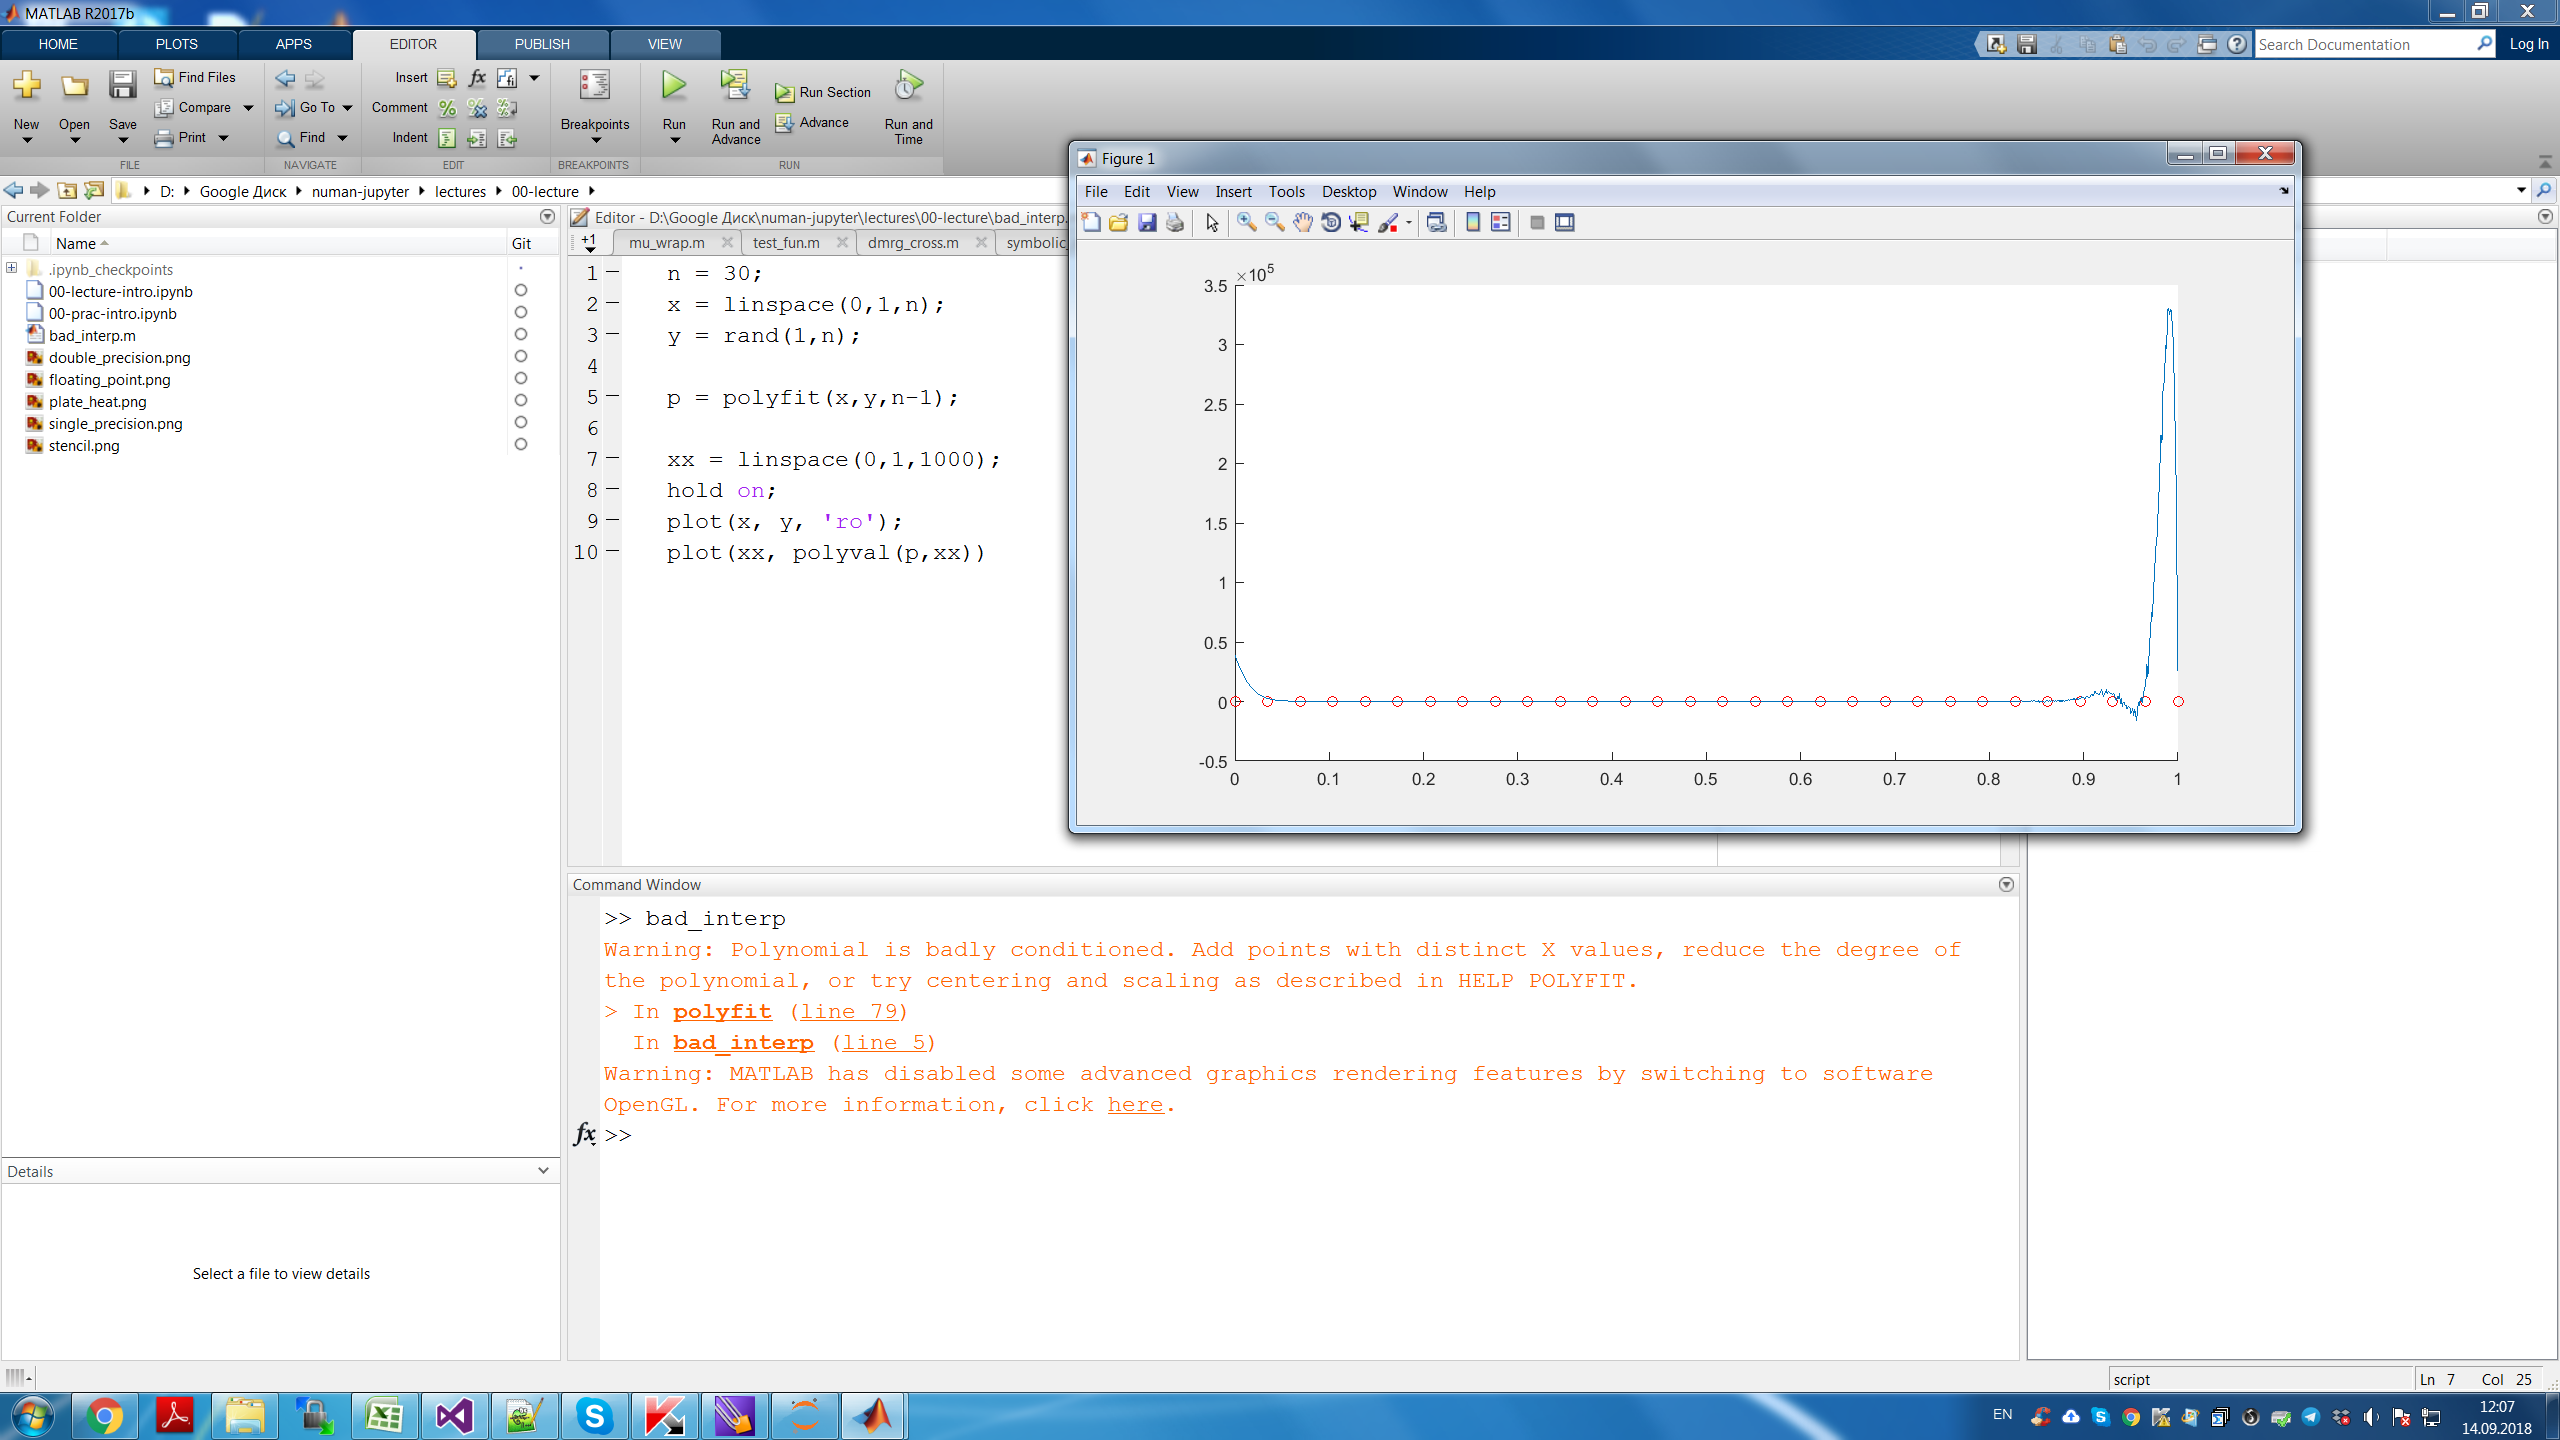 MATLAB R2017b
HOME PLOTS APPS EDITOR PUBLISH VIEW
Search Documentation
Log In
New Open Save
Find Files
Compare
Print
FILE
Go To
Find
NAVIGATE
Insert
Comment
Indent
EDIT
Breakpoints
BREAKPOINTS
Run
Run and Advance
Run Section
Advance
Run and Time
RUN
D: Google Диск numan-jupyter lectures 00-lecture
Current Folder
Name Git
.ipynb_checkpoints
00-lecture-intro.ipynb
00-prac-intro.ipynb
bad_interp.m
double_precision.png
floating_point.png
plate_heat.png
single_precision.png
stencil.png
Details
Select a file to view details
Editor - D:\Google Диск\numan-jupyter\lectures\00-lecture\bad_interp.
+1 mu_wrap.m test_fun.m dmrg_cross.m symbolic_
1 n = 30;
2 x = linspace(0,1,n);
3 y = rand(1,n);
4
5 p = polyfit(x,y,n-1);
6
7 xx = linspace(0,1,1000);
8 hold on;
9 plot(x, y, 'ro');
10 plot(xx, polyval(p,xx))
Figure 1
File Edit View Insert Tools Desktop Window Help
×10^5
3.5
3
2.5
2
1.5
1
0.5
0
-0.5
0 0.1 0.2 0.3 0.4 0.5 0.6 0.7 0.8 0.9 1
Command Window
>> bad_interp
Warning: Polynomial is badly conditioned. Add points with distinct X values, reduce the degree of
the polynomial, or try centering and scaling as described in HELP POLYFIT.
> In polyfit (line 79)
In bad_interp (line 5)
Warning: MATLAB has disabled some advanced graphics rendering features by switching to software
OpenGL. For more information, click here.
fx >>
script
Ln 7 Col 25
EN
12:07
14.09.2018